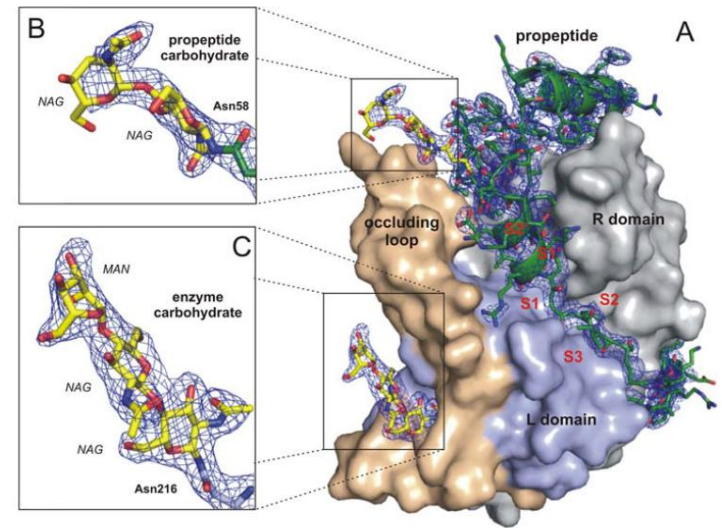 B
propeptide
carbohydrate
NAG
NAG
Asn58
A
propeptide
occluding
loop
R domain
S2'
S1'
S1
S2
S3
L domain
C
MAN
enzyme
carbohydrate
NAG
NAG
Asn216